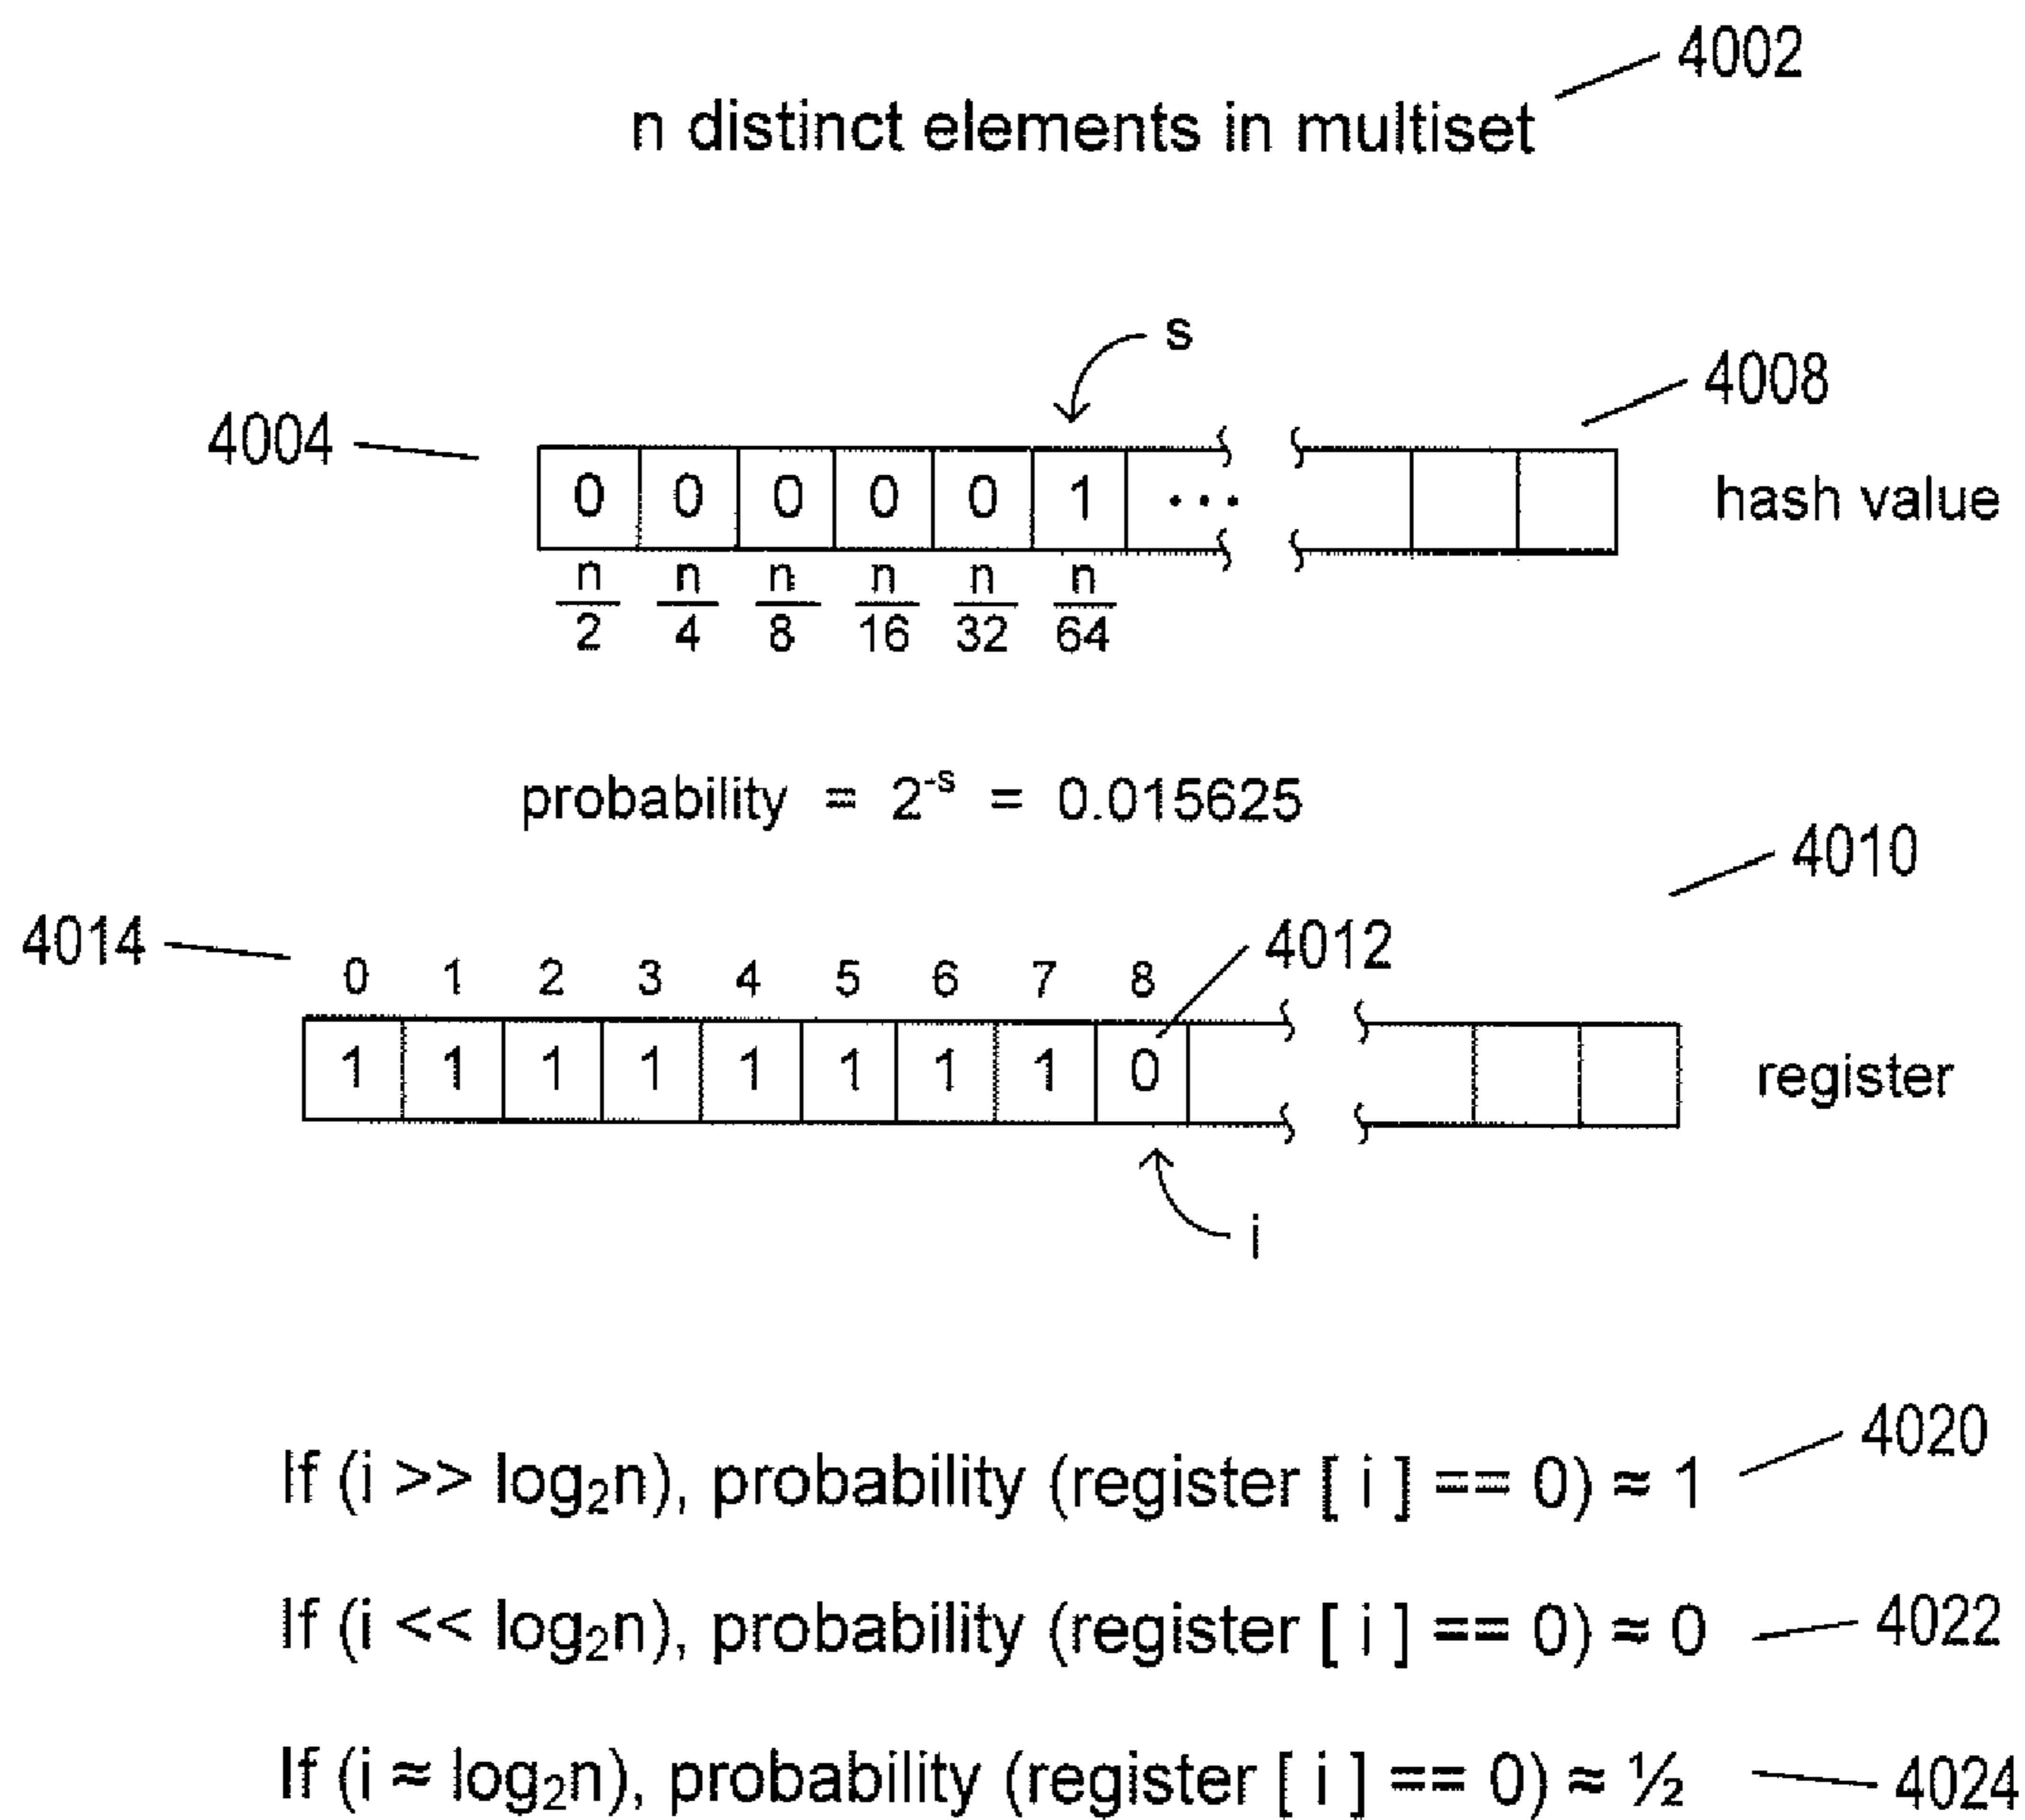 4002
n distinct elements in multiset
s
4008
4004
0 0 0 0 0 1 ...
hash value
n/2 n/4 n/8 n/16 n/32 n/64
probability = 2^-s = 0.015625
4010
4014
4012
0 1 2 3 4 5 6 7 8
1 1 1 1 1 1 1 1 0
register
i
4020
If (i >> log₂n), probability (register [ i ] == 0) ≈ 1
If (i << log₂n), probability (register [ i ] == 0) ≈ 0
4022
If (i ≈ log₂n), probability (register [ i ] == 0) ≈ ½
4024